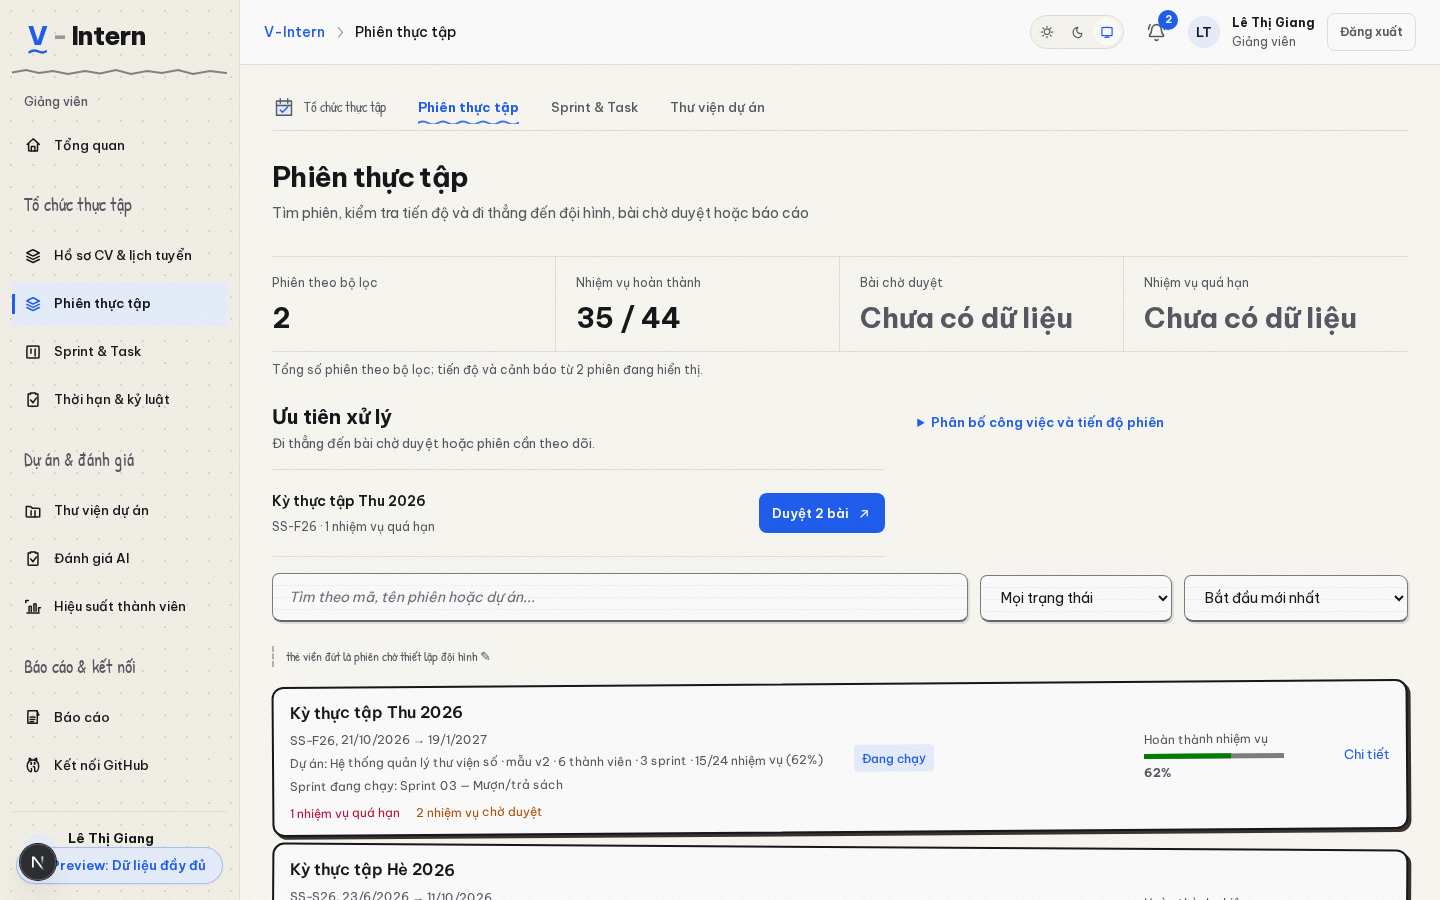 V - Intern
Giảng viên
Tổng quan
Tổ chức thực tập
Hồ sơ CV & lịch tuyển
Phiên thực tập
Sprint & Task
Thời hạn & kỷ luật
Dự án & đánh giá
Thư viện dự án
Đánh giá AI
Hiệu suất thành viên
Báo cáo & kết nối
Báo cáo
Kết nối GitHub
Lê Thị Giang
Preview: Dữ liệu đầy đủ
N
V-Intern > Phiên thực tập
2
LT
Lê Thị Giang
Giảng viên
Đăng xuất
Tổ chức thực tập
Phiên thực tập
Sprint & Task
Thư viện dự án
Phiên thực tập
Tìm phiên, kiểm tra tiến độ và đi thẳng đến đội hình, bài chờ duyệt hoặc báo cáo
Phiên theo bộ lọc
2
Nhiệm vụ hoàn thành
35 / 44
Bài chờ duyệt
Chưa có dữ liệu
Nhiệm vụ quá hạn
Chưa có dữ liệu
Tổng số phiên theo bộ lọc; tiến độ và cảnh báo từ 2 phiên đang hiển thị.
Ưu tiên xử lý
Đi thẳng đến bài chờ duyệt hoặc phiên cần theo dõi.
▶ Phân bố công việc và tiến độ phiên
Kỳ thực tập Thu 2026
SS-F26 · 1 nhiệm vụ quá hạn
Duyệt 2 bài ↗
Tìm theo mã, tên phiên hoặc dự án...
Mọi trạng thái
Bắt đầu mới nhất
thẻ viền đứt là phiên chờ thiết lập đội hình ✎
Kỳ thực tập Thu 2026
SS-F26, 21/10/2026 → 19/1/2027
Dự án: Hệ thống quản lý thư viện số · mẫu v2 · 6 thành viên · 3 sprint · 15/24 nhiệm vụ (62%)
Sprint đang chạy: Sprint 03 — Mượn/trả sách
1 nhiệm vụ quá hạn
2 nhiệm vụ chờ duyệt
Đang chạy
Hoàn thành nhiệm vụ
62%
Chi tiết
Kỳ thực tập Hè 2026
SS-S26, 23/6/2026 → 11/10/2026